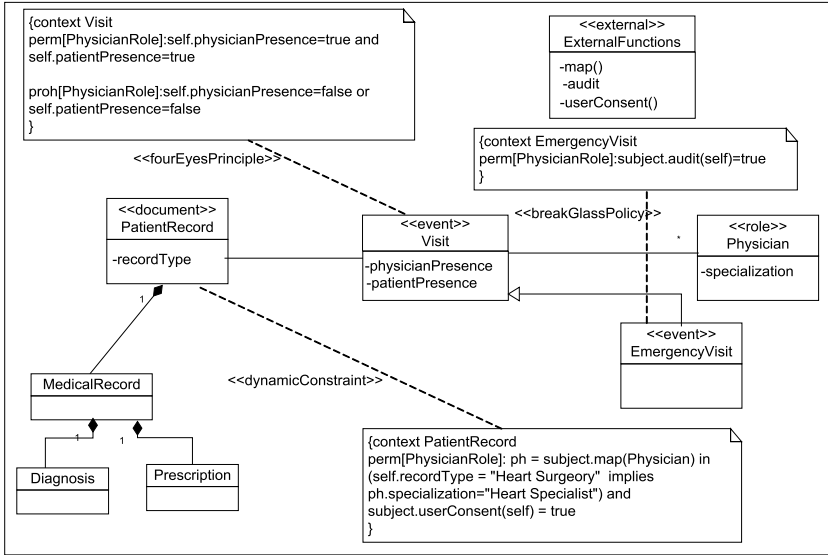 {context Visit
perm[PhysicianRole]:self.physicianPresence=true and
self.patientPresence=true
proh[PhysicianRole]:self.physicianPresence=false or
self.patientPresence=false
}
<<external>>
ExternalFunctions
-map()
-audit
-userConsent()
{context EmergencyVisit
perm[PhysicianRole]:subject.audit(self)=true
}
<<fourEyesPrinciple>>
<<document>>
PatientRecord
-recordType
<<event>>
Visit
-physicianPresence
-patientPresence
<<breakGlassPolicy>>
*
<<role>>
Physician
-specialization
1
<<event>>
EmergencyVisit
MedicalRecord
<<dynamicConstraint>>
1
1
Diagnosis
Prescription
{context PatientRecord
perm[PhysicianRole]: ph = subject.map(Physician) in
(self.recordType = "Heart Surgeory" implies
ph.specialization="Heart Specialist") and
subject.userConsent(self) = true
}